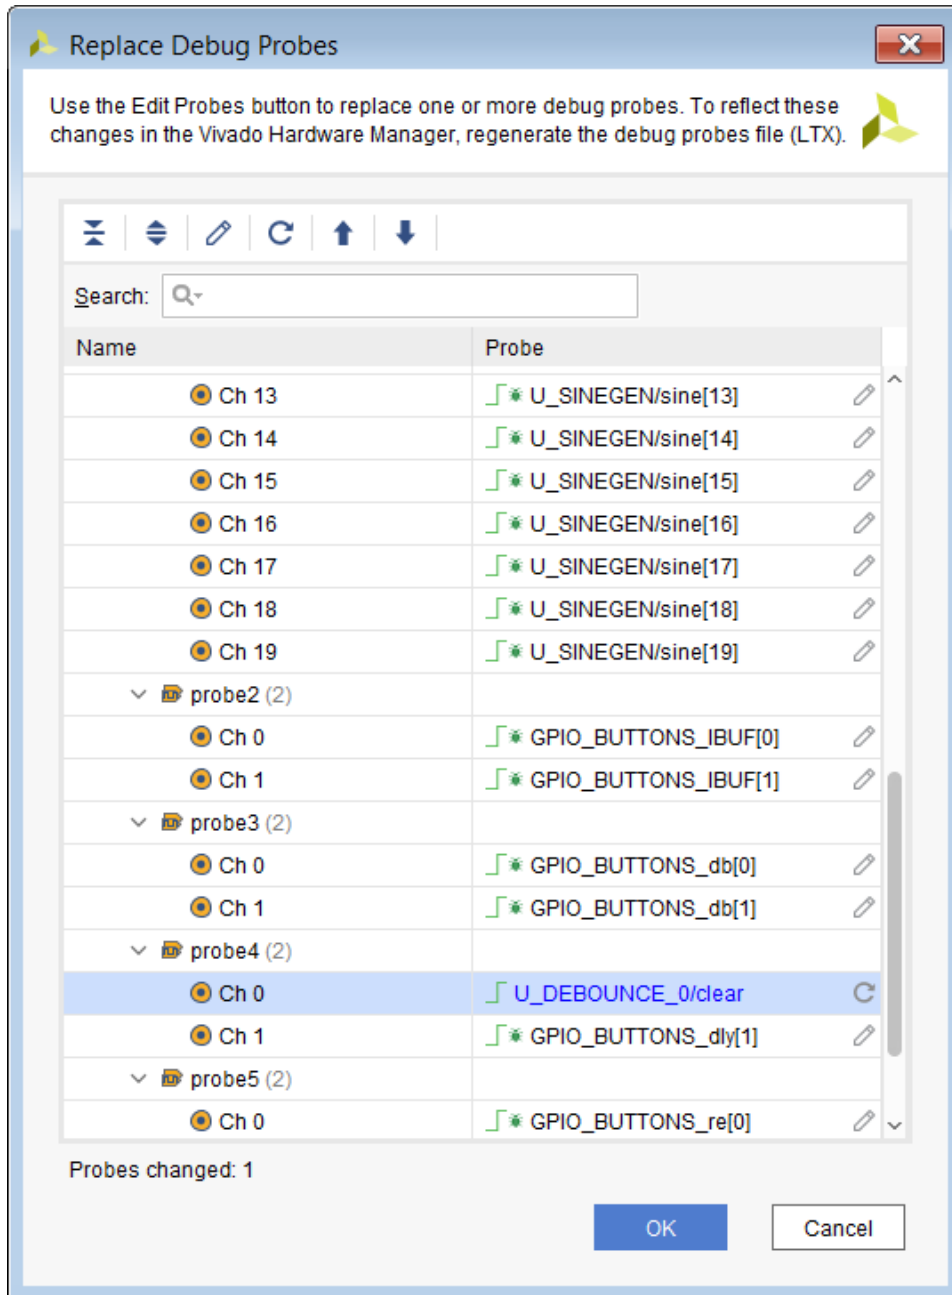 Replace Debug Probes
Use the Edit Probes button to replace one or more debug probes. To reflect these
changes in the Vivado Hardware Manager, regenerate the debug probes file (LTX).
Search:
Name Probe
Ch 13 U_SINEGEN/sine[13]
Ch 14 U_SINEGEN/sine[14]
Ch 15 U_SINEGEN/sine[15]
Ch 16 U_SINEGEN/sine[16]
Ch 17 U_SINEGEN/sine[17]
Ch 18 U_SINEGEN/sine[18]
Ch 19 U_SINEGEN/sine[19]
probe2 (2)
Ch 0 GPIO_BUTTONS_IBUF[0]
Ch 1 GPIO_BUTTONS_IBUF[1]
probe3 (2)
Ch 0 GPIO_BUTTONS_db[0]
Ch 1 GPIO_BUTTONS_db[1]
probe4 (2)
Ch 0 U_DEBOUNCE_0/clear
Ch 1 GPIO_BUTTONS_dly[1]
probe5 (2)
Ch 0 GPIO_BUTTONS_re[0]
Probes changed: 1
OK Cancel